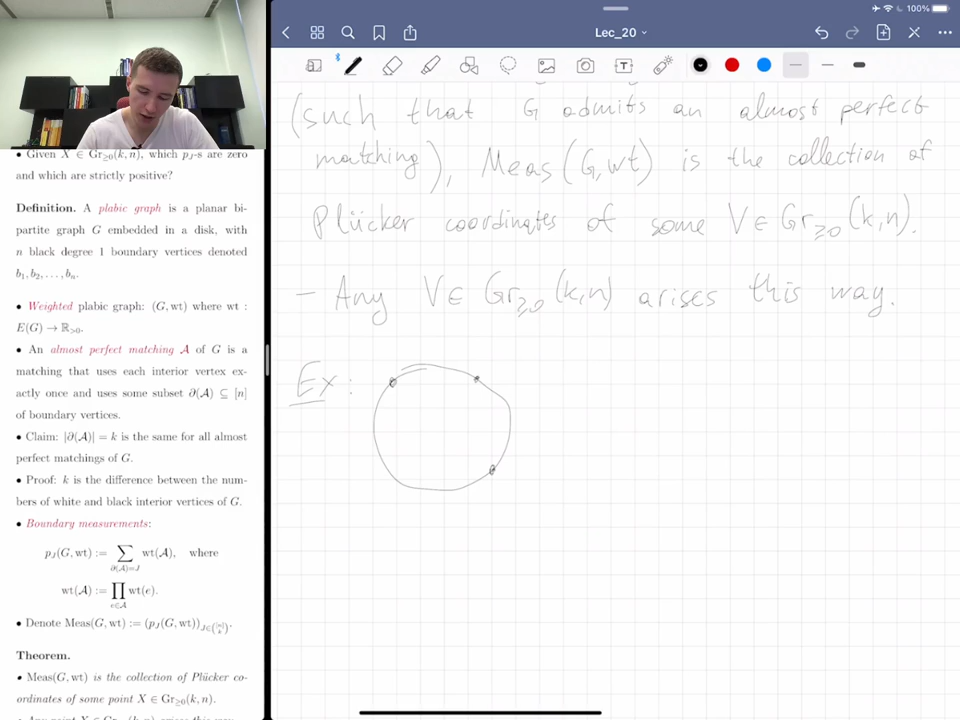 100%
Lec_20
• Given X ∈ Gr≥0(k, n), which pJ-s are zero
and which are strictly positive?
Definition. A plabic graph is a planar bi-
partite graph G embedded in a disk, with
n black degree 1 boundary vertices denoted
b1, b2, . . . , bn.
• Weighted plabic graph: (G, wt) where wt :
E(G) → ℝ>0.
• An almost perfect matching 𝒜 of G is a
matching that uses each interior vertex ex-
actly once and uses some subset ∂(𝒜) ⊆ [n]
of boundary vertices.
• Claim: |∂(𝒜)| = k is the same for all almost
perfect matchings of G.
• Proof: k is the difference between the num-
bers of white and black interior vertices of G.
• Boundary measurements:
pJ(G, wt) := ∑∂(𝒜)=J wt(𝒜), where
wt(𝒜) := ∏e∈𝒜 wt(e).
• Denote Meas(G, wt) := (pJ(G, wt))J∈([n] k).
Theorem.
• Meas(G, wt) is the collection of Plücker co-
ordinates of some point X ∈ Gr≥0(k, n).
(such that G admits an almost perfect
matching), Meas(G, wt) is the collection of
Plücker coordinates of some V ∈ Gr≥0(k,n).
– Any V ∈ Gr≥0(k,n) arises this way.
Ex: